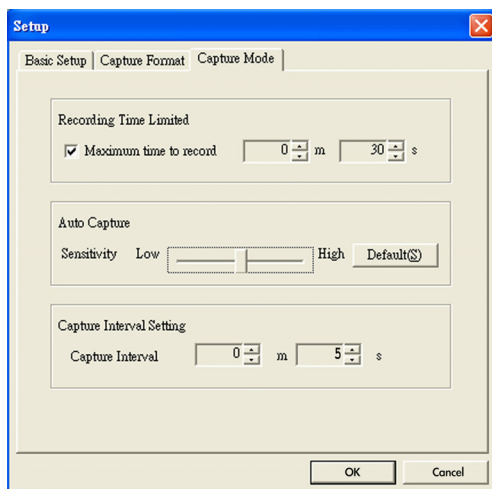 Setup
Basic Setup Capture Format Capture Mode
Recording Time Limited
Maximum time to record 0 m 30 s
Auto Capture
Sensitivity Low High Default(S)
Capture Interval Setting
Capture Interval 0 m 5 s
OK Cancel